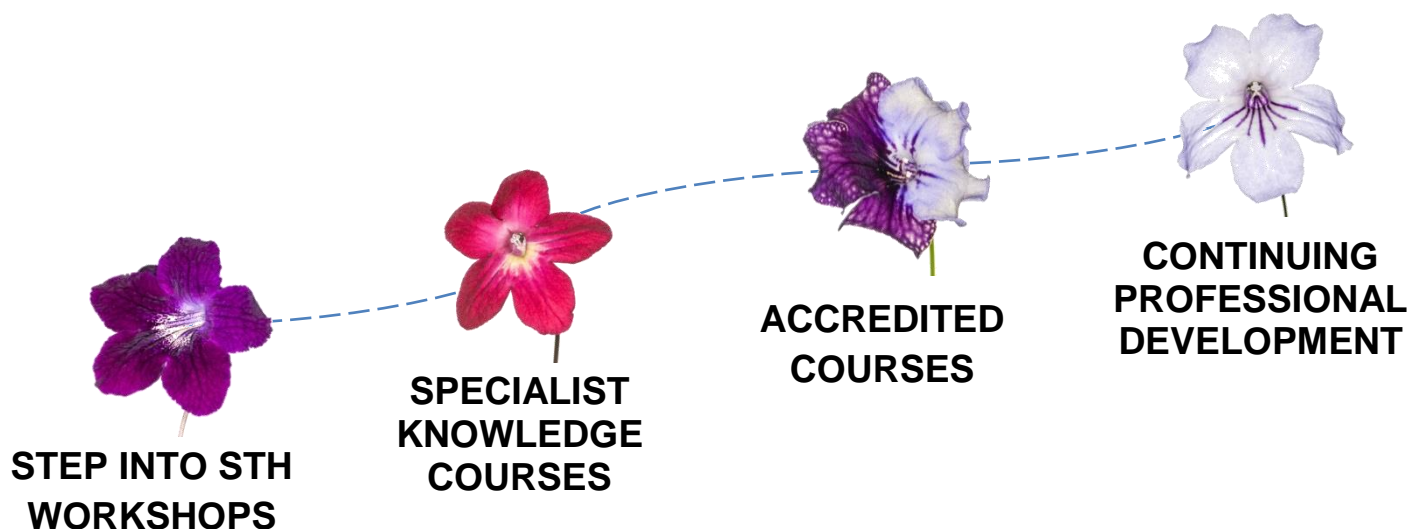 STEP INTO STH
WORKSHOPS
SPECIALIST
KNOWLEDGE
COURSES
ACCREDITED
COURSES
CONTINUING
PROFESSIONAL
DEVELOPMENT